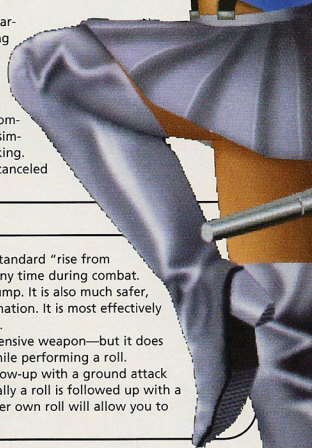 ar-
g
om-
sim-
king.
canceled
tandard "rise from
ny time during combat.
ump. It is also much safer,
nation. It is most effectively
.
ensive weapon—but it does
hile performing a roll.
low-up with a ground attack
ally a roll is followed up with a
er own roll will allow you to